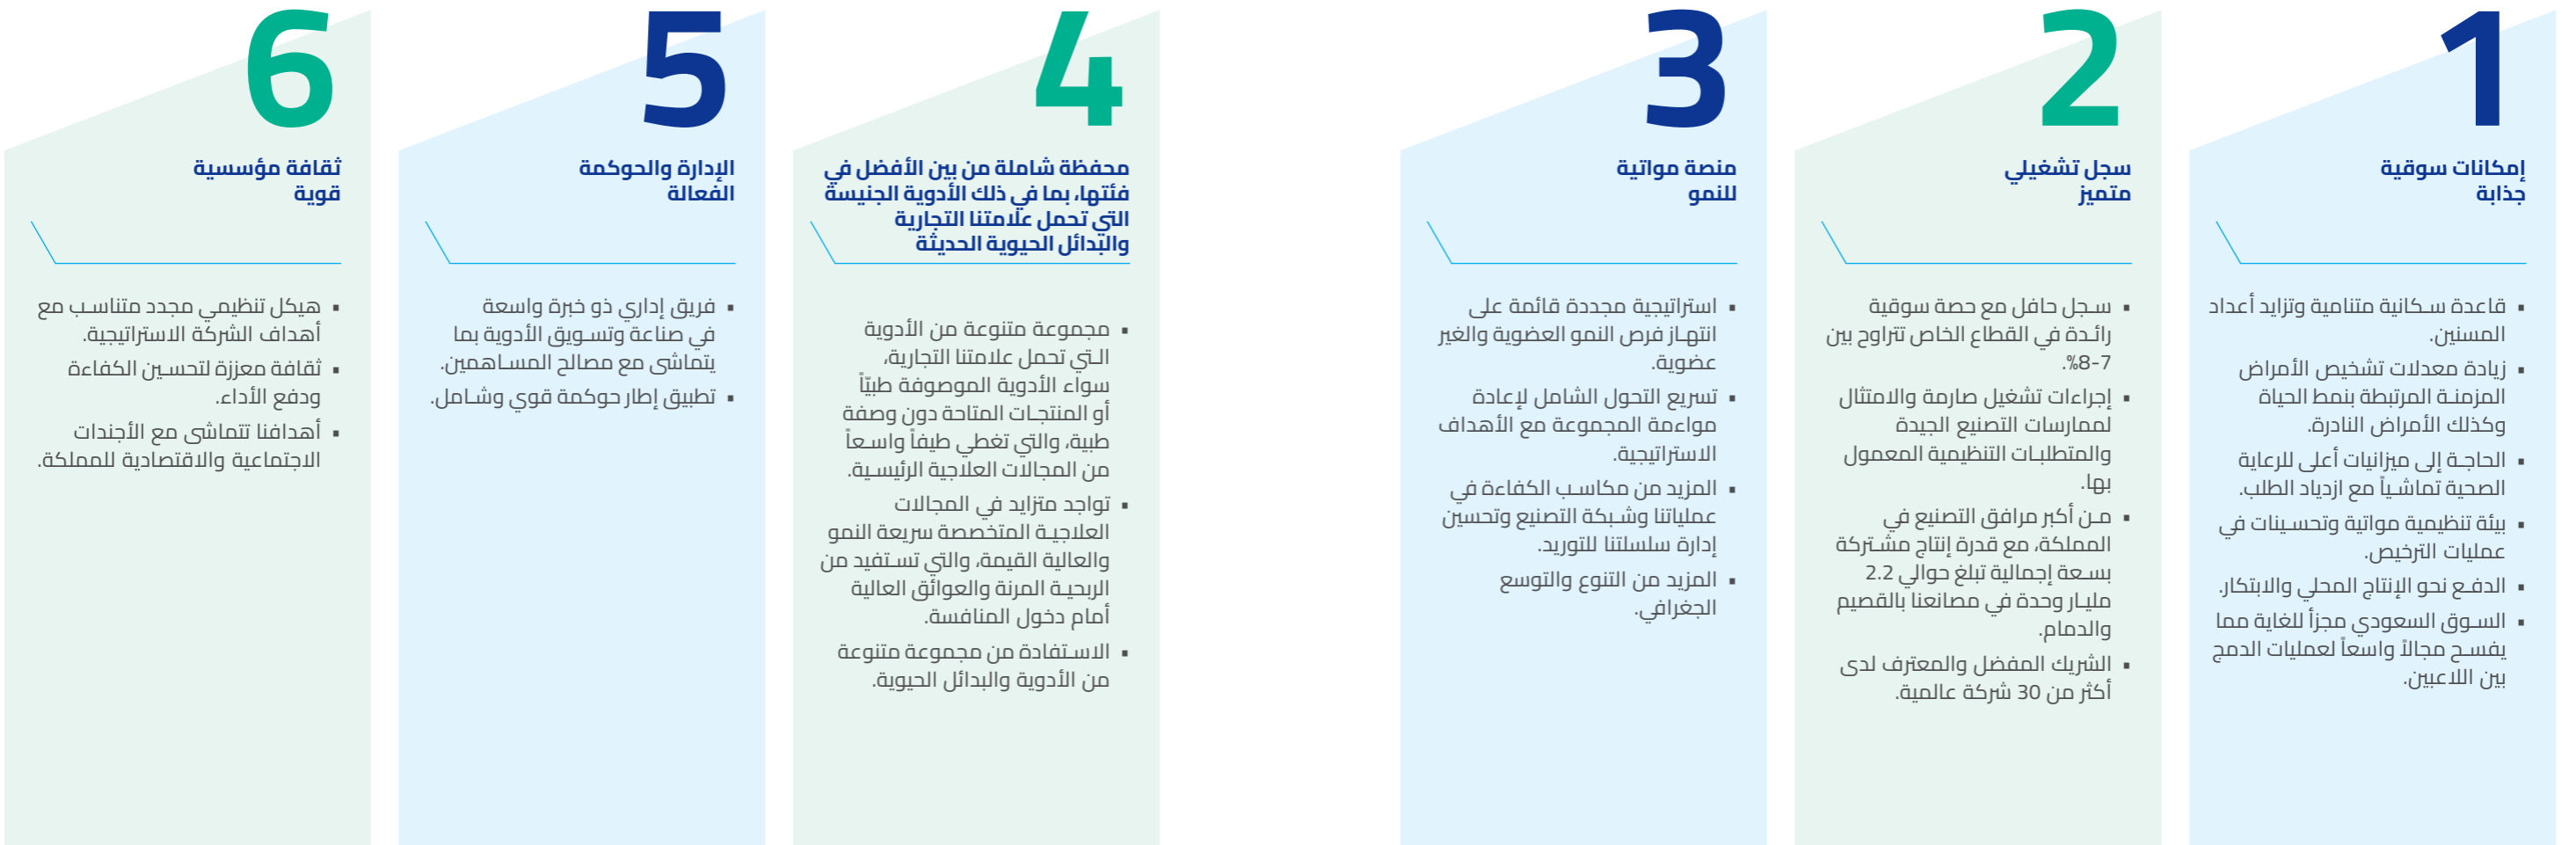 1
إمكانات سوقية
جذابة
▪ قاعدة سكانية متنامية وتزايد أعداد
المسنين.
▪ زيادة معدلات تشخيص الأمراض
المزمنة المرتبطة بنمط الحياة
وكذلك الأمراض النادرة.
▪ الحاجة إلى ميزانيات أعلى للرعاية
الصحية تماشياً مع ازدياد الطلب.
▪ بيئة تنظيمية مواتية وتحسينات في
عمليات الترخيص.
▪ الدفع نحو الإنتاج المحلي والابتكار.
▪ السوق السعودي مجزأ للغاية مما
يفسح مجالاً واسعاً لعمليات الدمج
بين اللاعبين.
2
سجل تشغيلي
متميز
▪ سجل حافل مع حصة سوقية
رائدة في القطاع الخاص تتراوح بين
7-8%.
▪ إجراءات تشغيل صارمة والامتثال
لممارسات التصنيع الجيدة
والمتطلبات التنظيمية المعمول
بها.
▪ من أكبر مرافق التصنيع في
المملكة، مع قدرة إنتاج مشتركة
بسعة إجمالية تبلغ حوالي 2.2
مليار وحدة في مصانعنا بالقصيم
والدمام.
▪ الشريك المفضل والمعترف لدى
أكثر من 30 شركة عالمية.
3
منصة مواتية
للنمو
▪ استراتيجية مجددة قائمة على
انتهاز فرص النمو العضوية والغير
عضوية.
▪ تسريع التحول الشامل لإعادة
مواءمة المجموعة مع الأهداف
الاستراتيجية.
▪ المزيد من مكاسب الكفاءة في
عملياتنا وشبكة التصنيع وتحسين
إدارة سلسلتنا للتوريد.
▪ المزيد من التنوع والتوسع
الجغرافي.
4
محفظة شاملة من بين الأفضل في
فئتها، بما في ذلك الأدوية الجنيسة
التي تحمل علامتنا التجارية
والبدائل الحيوية الحديثة
▪ مجموعة متنوعة من الأدوية
التي تحمل علامتنا التجارية،
سواء الأدوية الموصوفة طبيّاً
أو المنتجات المتاحة دون وصفة
طبية، والتي تغطي طيفاً واسعاً
من المجالات العلاجية الرئيسية.
▪ تواجد متزايد في المجالات
العلاجية المتخصصة سريعة النمو
والعالية القيمة، والتي تستفيد من
الربحية المرنة والعوائق العالية
أمام دخول المنافسة.
▪ الاستفادة من مجموعة متنوعة
من الأدوية والبدائل الحيوية.
5
الإدارة والحوكمة
الفعالة
▪ فريق إداري ذو خبرة واسعة
في صناعة وتسويق الأدوية بما
يتماشى مع مصالح المساهمين.
▪ تطبيق إطار حوكمة قوي وشامل.
6
ثقافة مؤسسية
قوية
▪ هيكل تنظيمي مجدد متناسب مع
أهداف الشركة الاستراتيجية.
▪ ثقافة معززة لتحسين الكفاءة
ودفع الأداء.
▪ أهدافنا تتماشى مع الأجندات
الاجتماعية والاقتصادية للمملكة.